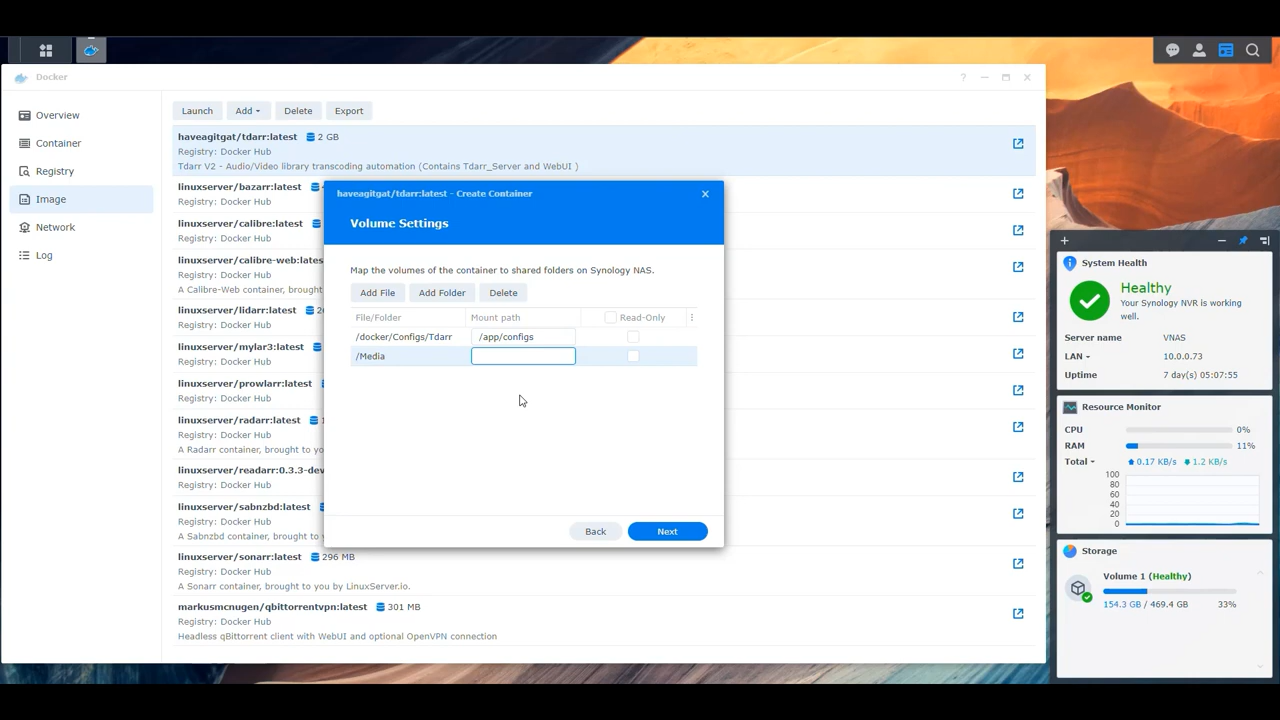 Docker
?
Overview
Container
Registry
Image
Network
Log
Launch
Add
Delete
Export
haveagitgat/tdarr:latest 2 GB
Registry: Docker Hub
Tdarr V2 - Audio/Video library transcoding automation (Contains Tdarr_Server and WebUI )
linuxserver/bazarr:latest
Registry: Docker Hub
linuxserver/calibre:latest
Registry: Docker Hub
linuxserver/calibre-web:lates
Registry: Docker Hub
A Calibre-Web container, brought
linuxserver/lidarr:latest
Registry: Docker Hub
linuxserver/mylar3:latest
Registry: Docker Hub
linuxserver/prowlarr:latest
Registry: Docker Hub
linuxserver/radarr:latest
Registry: Docker Hub
A Radarr container, brought to yo
linuxserver/readarr:0.3.3-dev
Registry: Docker Hub
linuxserver/sabnzbd:latest
Registry: Docker Hub
A Sabnzbd container, brought to
linuxserver/sonarr:latest 296 MB
Registry: Docker Hub
A Sonarr container, brought to you by LinuxServer.io.
markusmcnugen/qbittorrentvpn:latest 301 MB
Registry: Docker Hub
Headless qBittorrent client with WebUI and optional OpenVPN connection
haveagitgat/tdarr:latest - Create Container
Volume Settings
Map the volumes of the container to shared folders on Synology NAS.
Add File Add Folder Delete
File/Folder Mount path Read-Only
/docker/Configs/Tdarr /app/configs
/Media
Back Next
System Health
Healthy
Your Synology NVR is working
well.
Server name VNAS
LAN 10.0.0.73
Uptime 7 day(s) 05:07:55
Resource Monitor
CPU 0%
RAM 11%
Total 0.17 KB/s 1.2 KB/s
100
80
60
40
20
0
Storage
Volume 1 (Healthy)
154.3 GB / 469.4 GB 33%